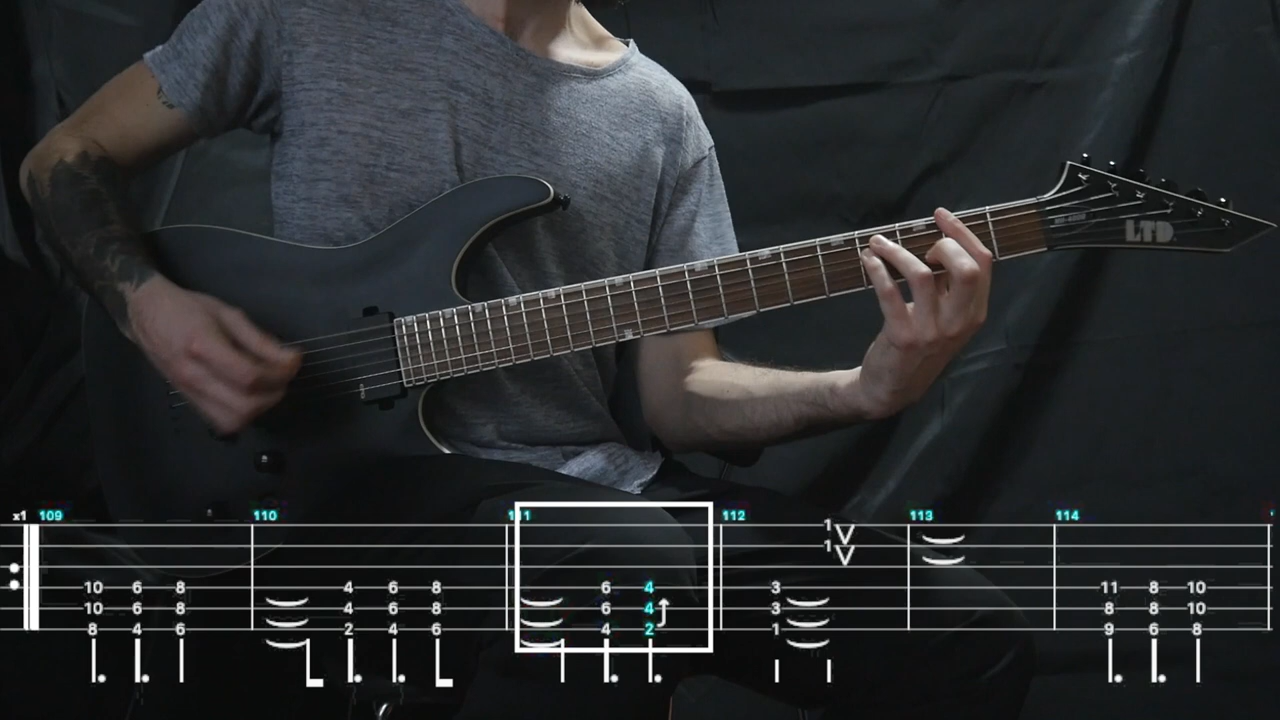 LTD
x1 109 110 111 112 113 114
1
1
10 6 8 4 6 8 6 4 3 11 8 10
10 6 8 4 6 8 6 4 3 8 8 10
8 4 6 2 4 6 4 2 1 9 6 8